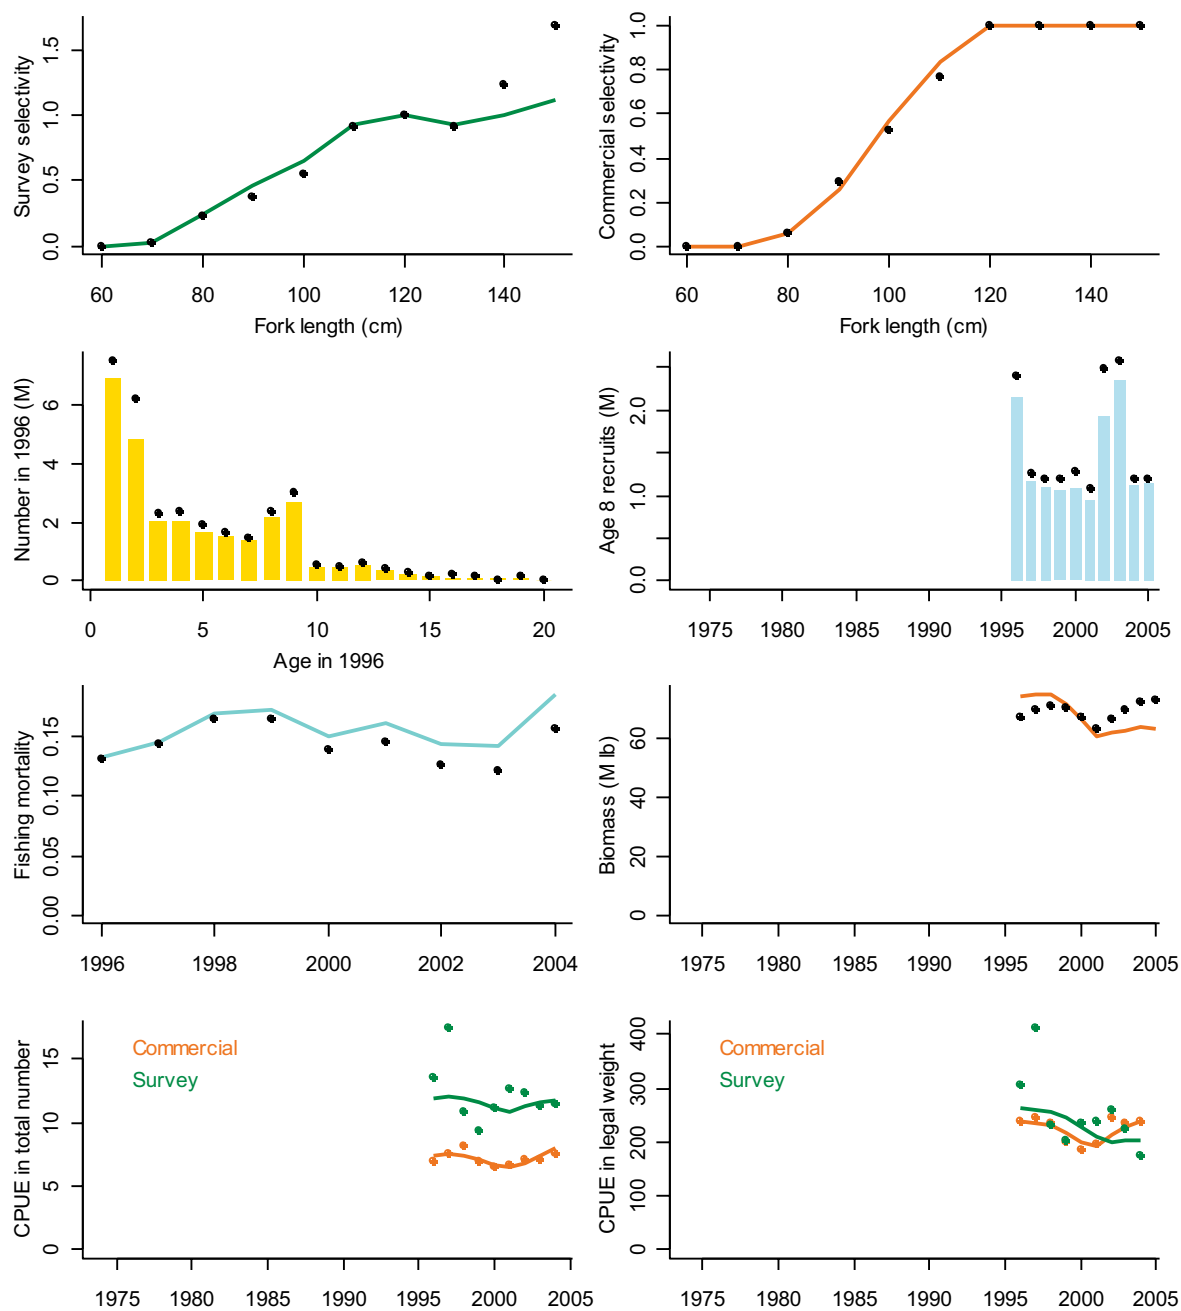 Survey selectivity
0.0 0.5 1.0 1.5
60 80 100 120 140
Fork length (cm)
Commercial selectivity
0.0 0.2 0.4 0.6 0.8 1.0
60 80 100 120 140
Fork length (cm)
Number in 1996 (M)
0 2 4 6
0 5 10 15 20
Age in 1996
Age 8 recruits (M)
0.0 1.0 2.0
1975 1980 1985 1990 1995 2000 2005
Fishing mortality
0.00 0.05 0.10 0.15
1996 1998 2000 2002 2004
Biomass (M lb)
0 20 40 60
1975 1980 1985 1990 1995 2000 2005
CPUE in total number
0 5 10 15
Commercial
Survey
1975 1980 1985 1990 1995 2000 2005
CPUE in legal weight
0 100 200 300 400
Commercial
Survey
1975 1980 1985 1990 1995 2000 2005